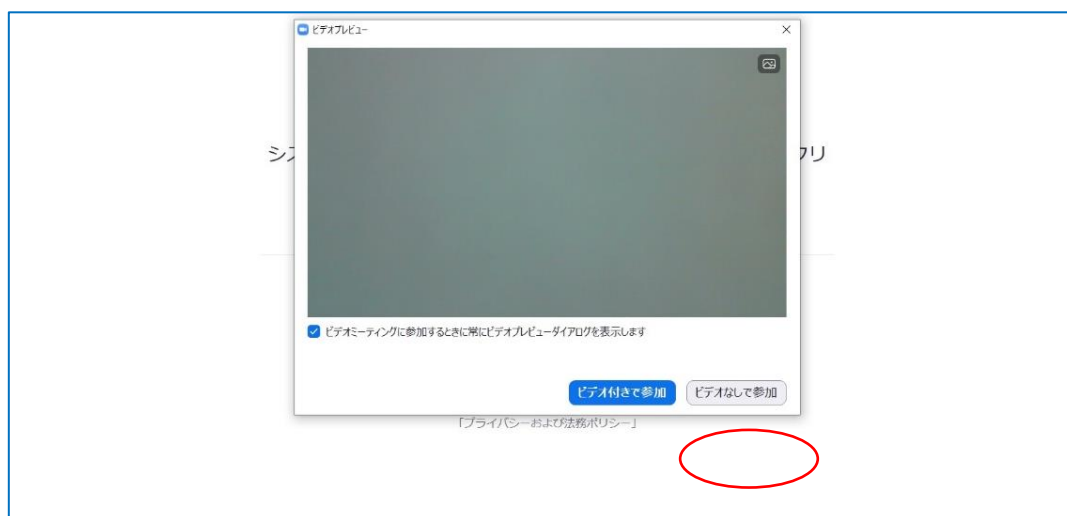 ビデオプレビュー
シス
フリ
ビデオミーティングに参加するときに常にビデオプレビューダイアログを表示します
ビデオ付きで参加
ビデオなしで参加
「プライバシーおよび法務ポリシー」